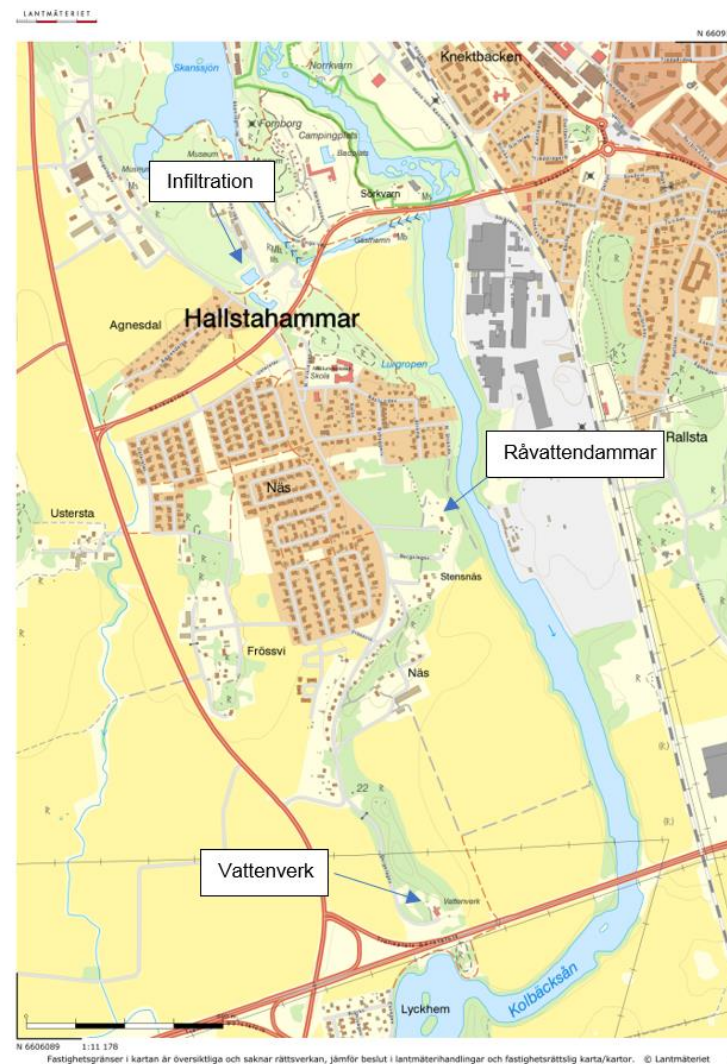 LANTMÄTERIET
N 6609
Skanssjön
Norrkvarn
Knektbacken
Fornborg
Campingplats
Badplats
Museum
Infiltration
Sörkvarn
Gästhamn
Hallstahammar
Agnesdal
Skola
Lurgropen
Rallsta
Råvattendammar
Näs
Ustersta
Stensnäs
Frössvi
Näs
22
Vattenverk
Vattenverk
Lyckhem
Kolbäcksån
N 6606089 1:11 178
Fastighetsgränser i kartan är översiktliga och saknar rättsverkan, jämför beslut i lantmäterihandlingar och fastighetsrättslig karta/kartor. © Lantmäteriet